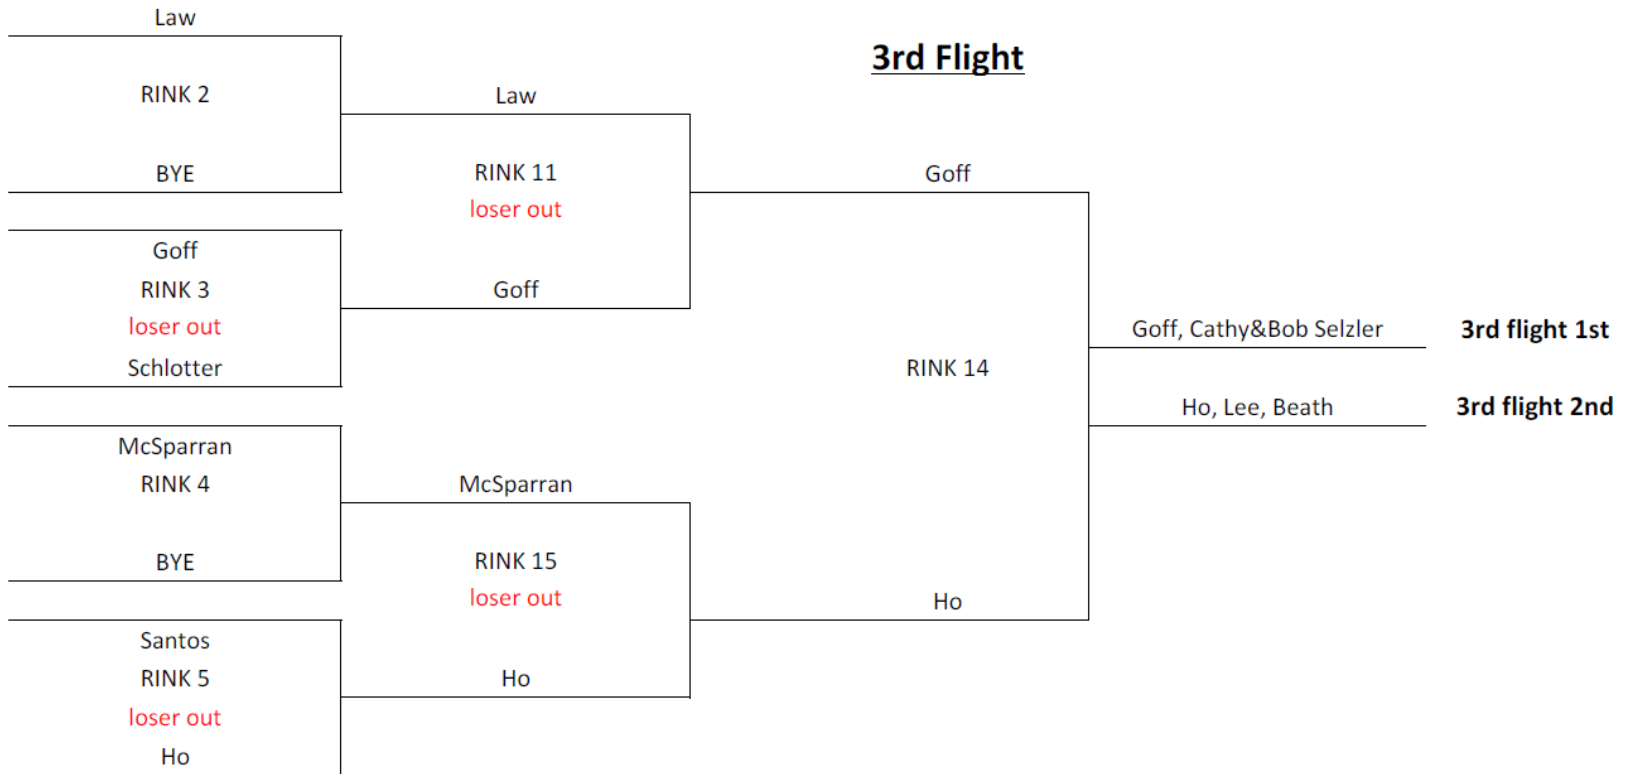 Law
3rd Flight
RINK 2
Law
BYE
RINK 11
Goff
loser out
Goff
RINK 3
Goff
loser out
Goff, Cathy&Bob Selzler
3rd flight 1st
Schlotter
RINK 14
Ho, Lee, Beath
3rd flight 2nd
McSparran
RINK 4
McSparran
BYE
RINK 15
loser out
Ho
Santos
RINK 5
Ho
loser out
Ho